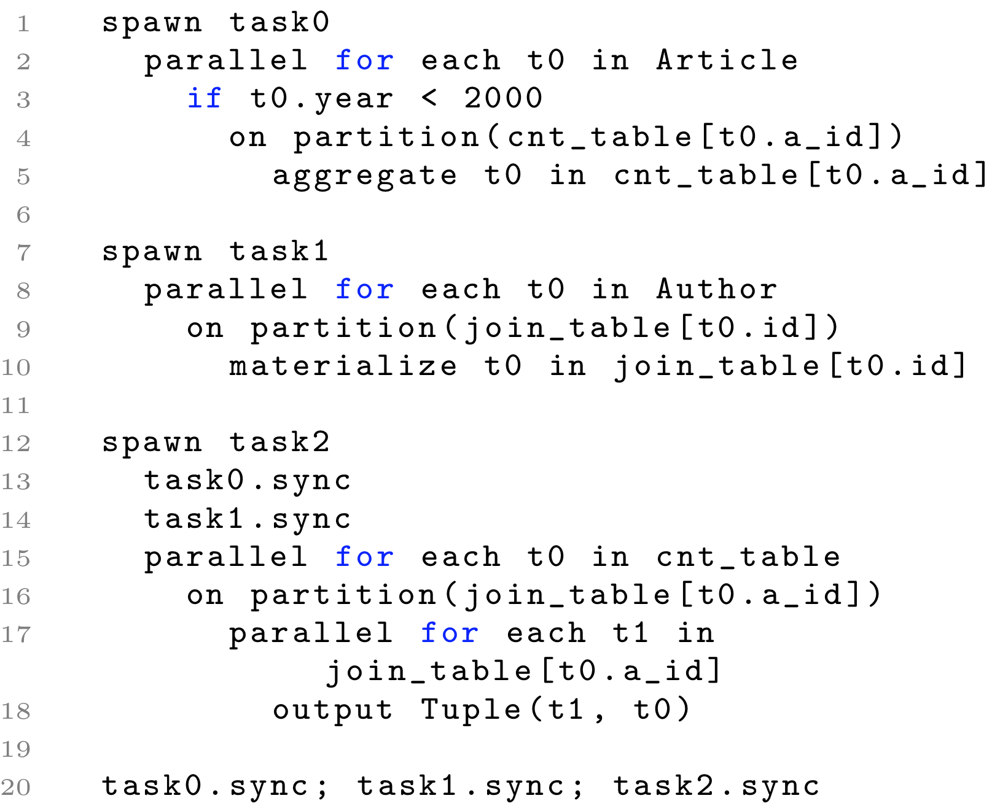 1 spawn task0
2 parallel for each t0 in Article
3 if t0.year < 2000
4 on partition(cnt_table[t0.a_id])
5 aggregate t0 in cnt_table[t0.a_id]
6
7 spawn task1
8 parallel for each t0 in Author
9 on partition(join_table[t0.id])
10 materialize t0 in join_table[t0.id]
11
12 spawn task2
13 task0.sync
14 task1.sync
15 parallel for each t0 in cnt_table
16 on partition(join_table[t0.a_id])
17 parallel for each t1 in
join_table[t0.a_id]
18 output Tuple(t1, t0)
19
20 task0.sync; task1.sync; task2.sync